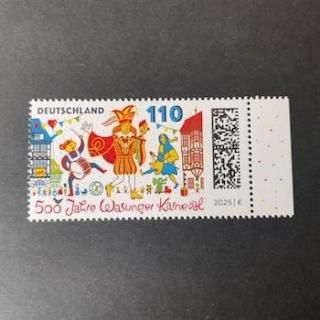 DEUTSCHLAND 110
500 Jahre Wasunger Karneval
2025 | €